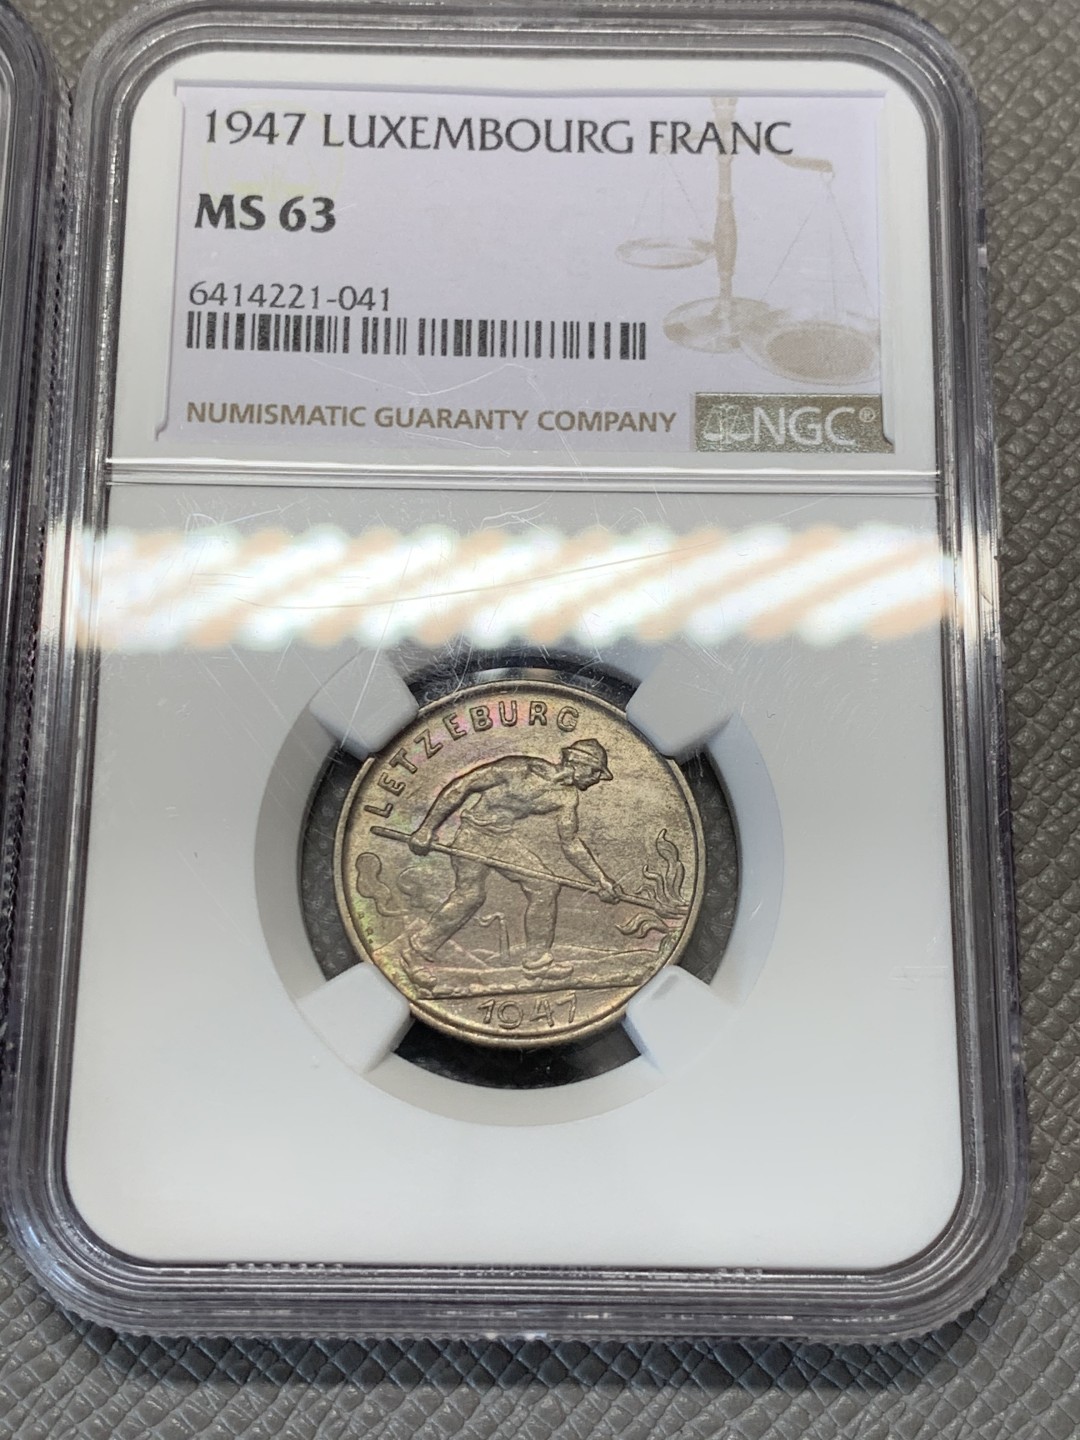 1947 LUXEMBOURG FRANC
MS 63
6414221-041
NUMISMATIC GUARANTY COMPANY
NGC®
LETZEBURG
1947